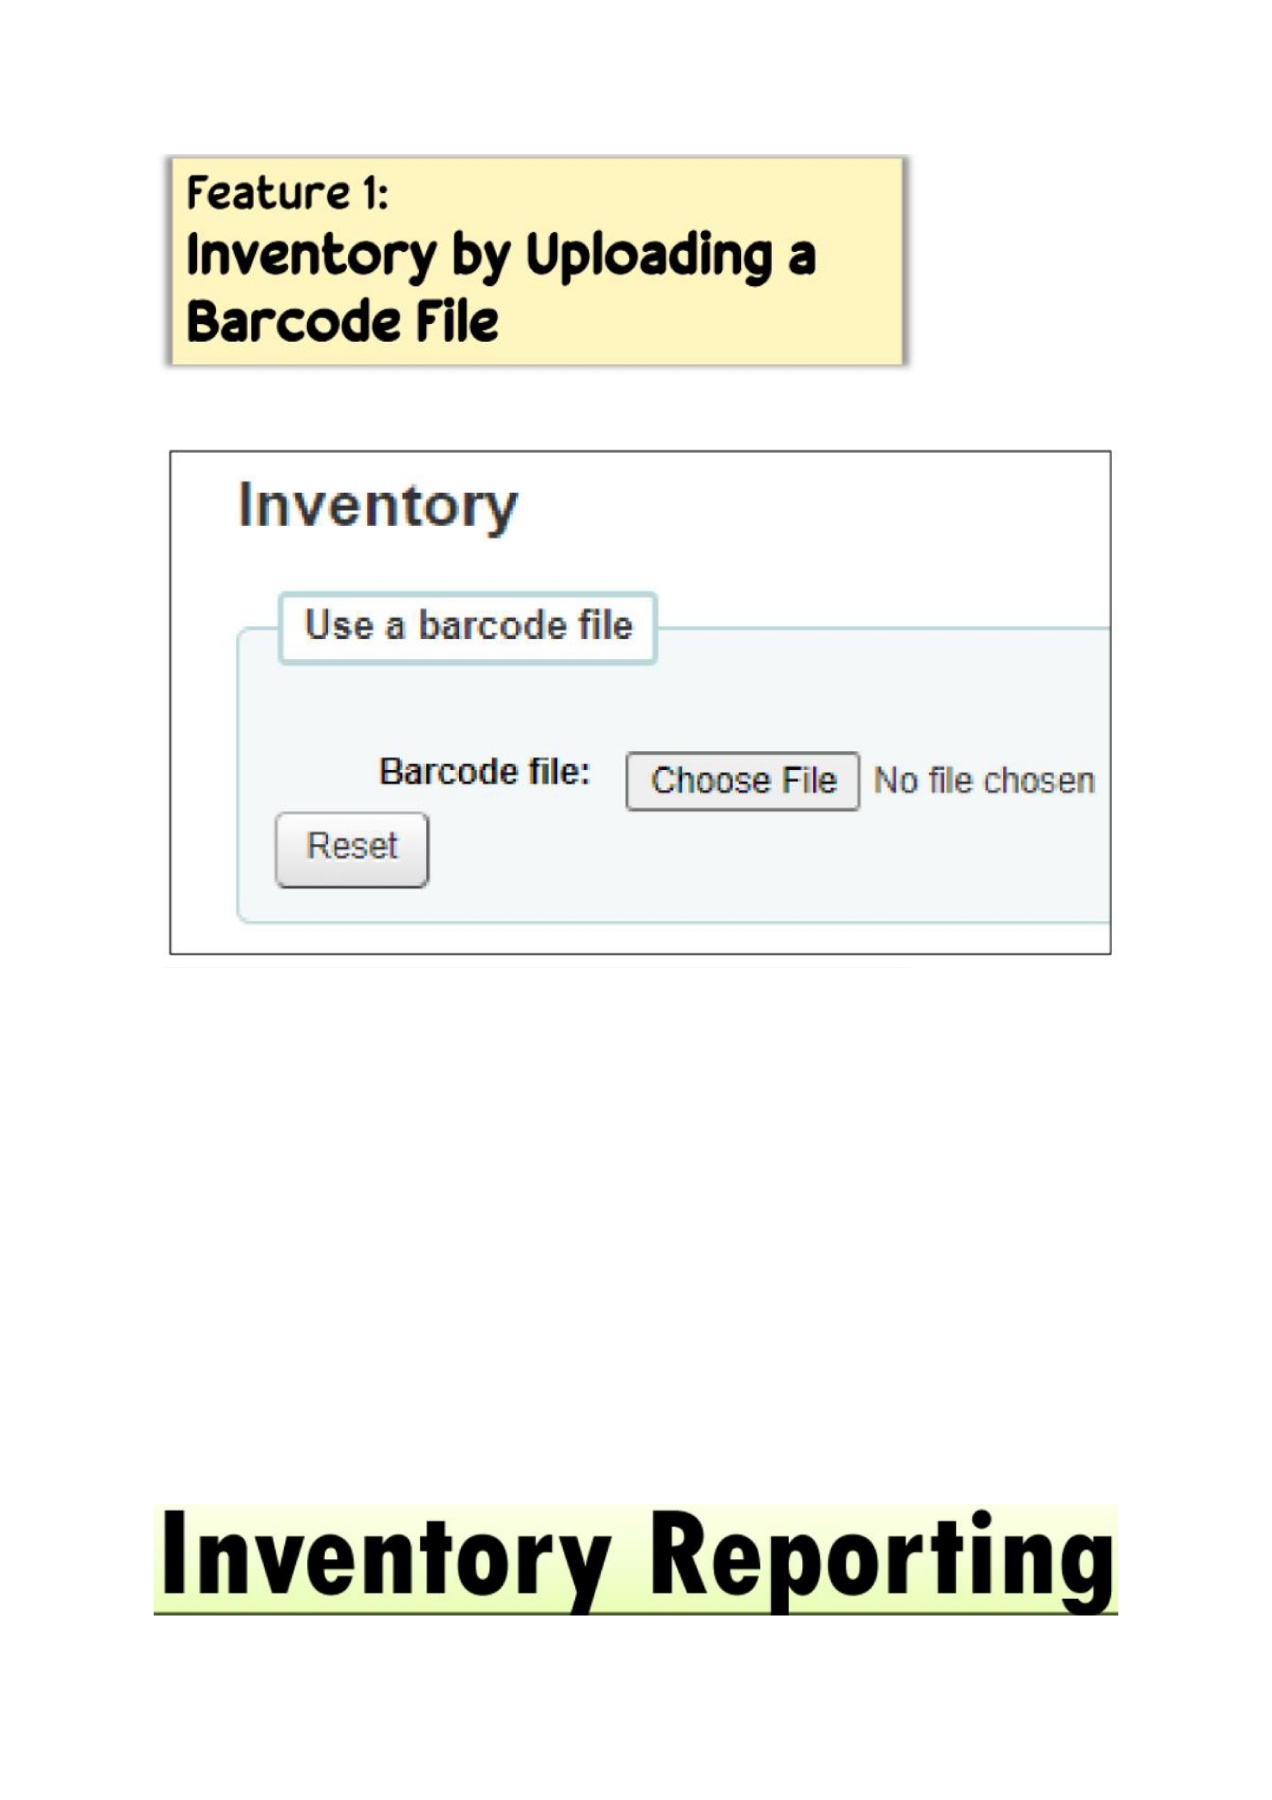 Feature 1:
Inventory by Uploading a
Barcode File
Inventory
Use a barcode file
Barcode file: Choose File No file chosen
Reset
Inventory Reporting